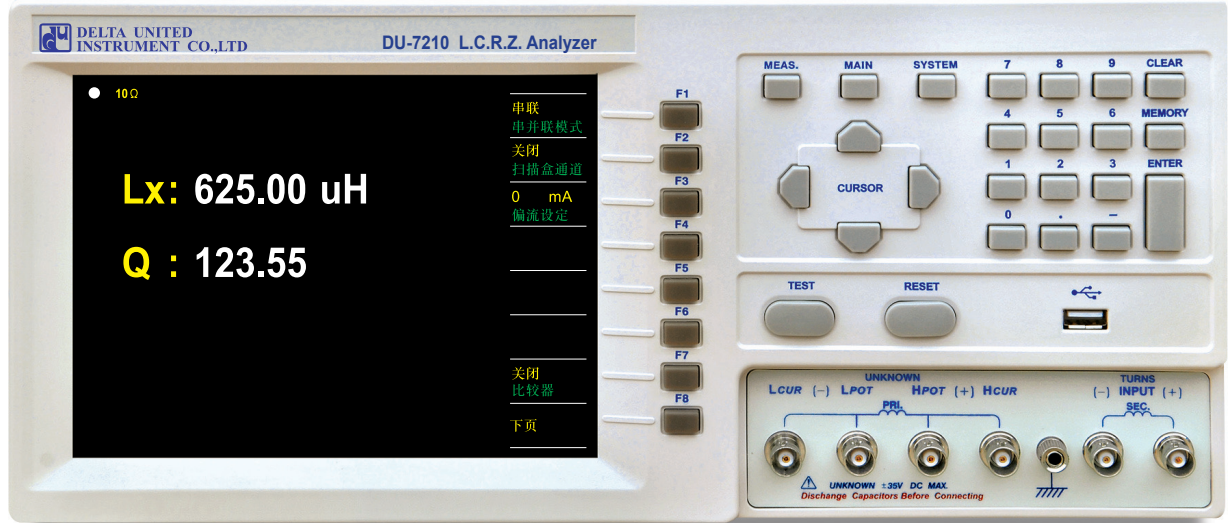 DELTA UNITED
INSTRUMENT CO.,LTD
DU-7210 L.C.R.Z. Analyzer
10Ω
Lx: 625.00 uH
Q : 123.55
串联
串并联模式
关闭
扫描盒通道
0 mA
偏流设定
关闭
比较器
下页
F1
F2
F3
F4
F5
F6
F7
F8
MEAS. MAIN SYSTEM 7 8 9 CLEAR
4 5 6 MEMORY
1 2 3 ENTER
CURSOR
0 . –
TEST RESET
UNKNOWN
LCUR (–) LPOT HPOT (+) HCUR
PRI.
TURNS
(–) INPUT (+)
SEC.
UNKNOWN ±35V DC MAX.
Dischange Capacitors Before Connecting